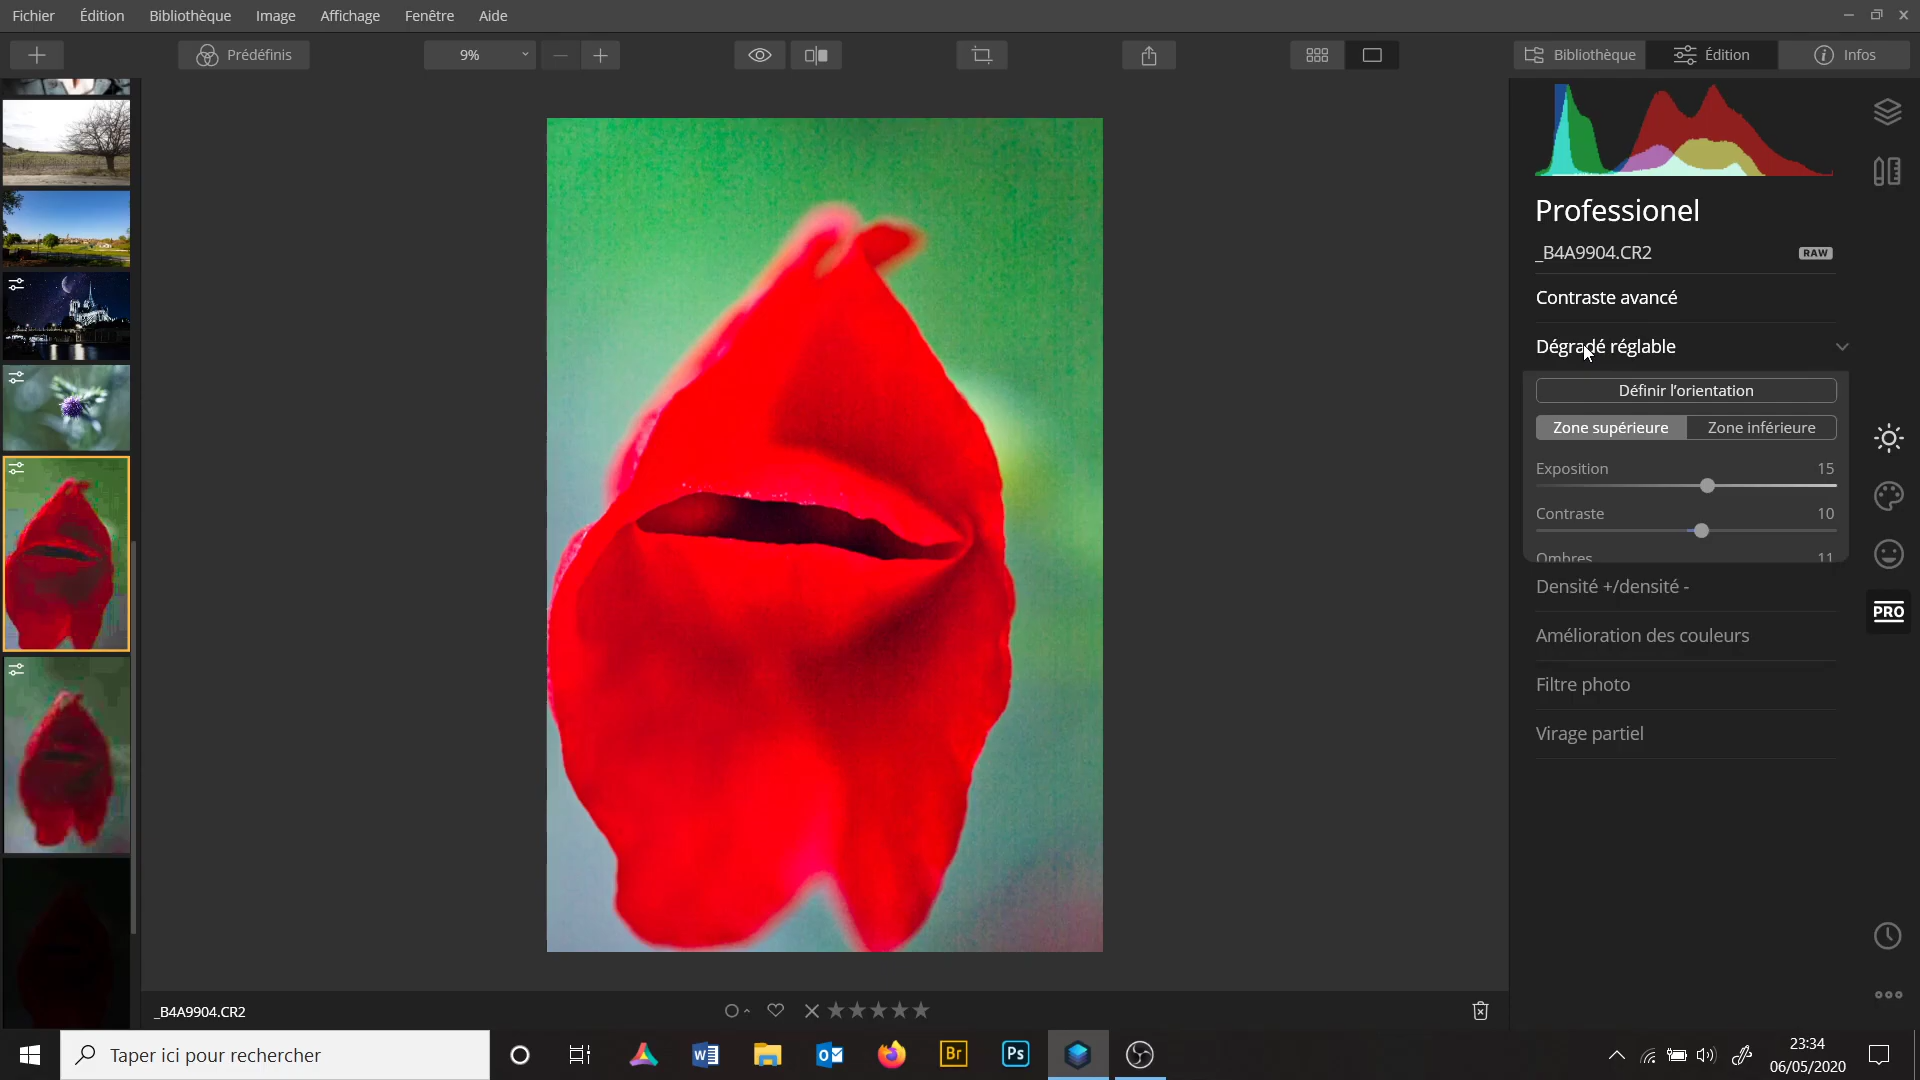 Fichier Édition Bibliothèque Image Affichage Fenêtre Aide
Prédéfinis 9% Bibliothèque Édition Infos
Professionel
_B4A9904.CR2 RAW
Contraste avancé
Dégradé réglable
Définir l'orientation
Zone supérieure Zone inférieure
Exposition 15
Contraste 10
Ombres 11
Densité +/densité -
Amélioration des couleurs
PRO
Filtre photo
Virage partiel
_B4A9904.CR2
Taper ici pour rechercher
Br
Ps
23:34
06/05/2020